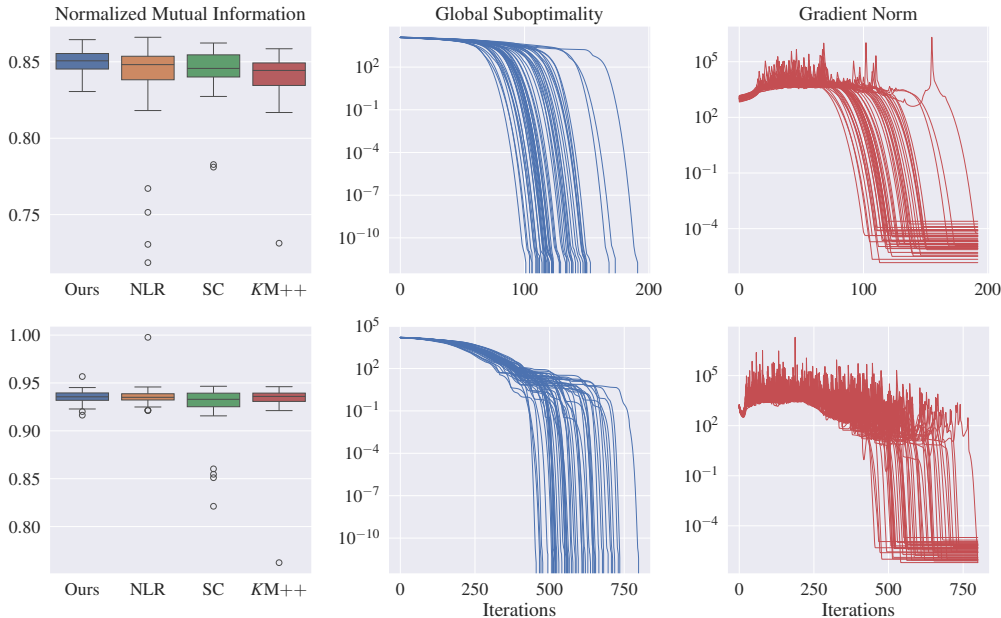 Normalized Mutual Information
0.85
0.80
0.75
Ours NLR SC KM++
Global Suboptimality
10^2
10^−1
10^−4
10^−7
10^−10
0 100 200
Gradient Norm
10^5
10^2
10^−1
10^−4
0 100 200
1.00
0.95
0.90
0.85
0.80
Ours NLR SC KM++
10^5
10^2
10^−1
10^−4
10^−7
10^−10
0 250 500 750
Iterations
10^5
10^2
10^−1
10^−4
0 250 500 750
Iterations